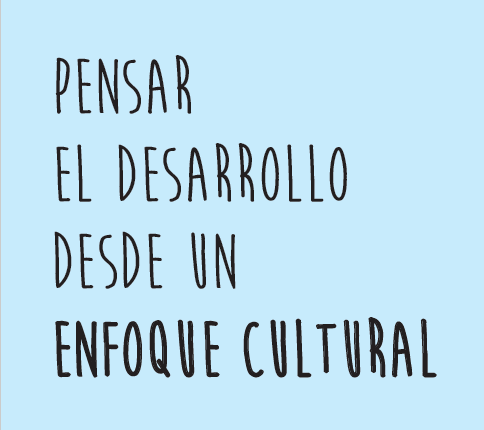 PENSAR
EL DESARROLLO
DESDE UN
ENFOQUE CULTURAL